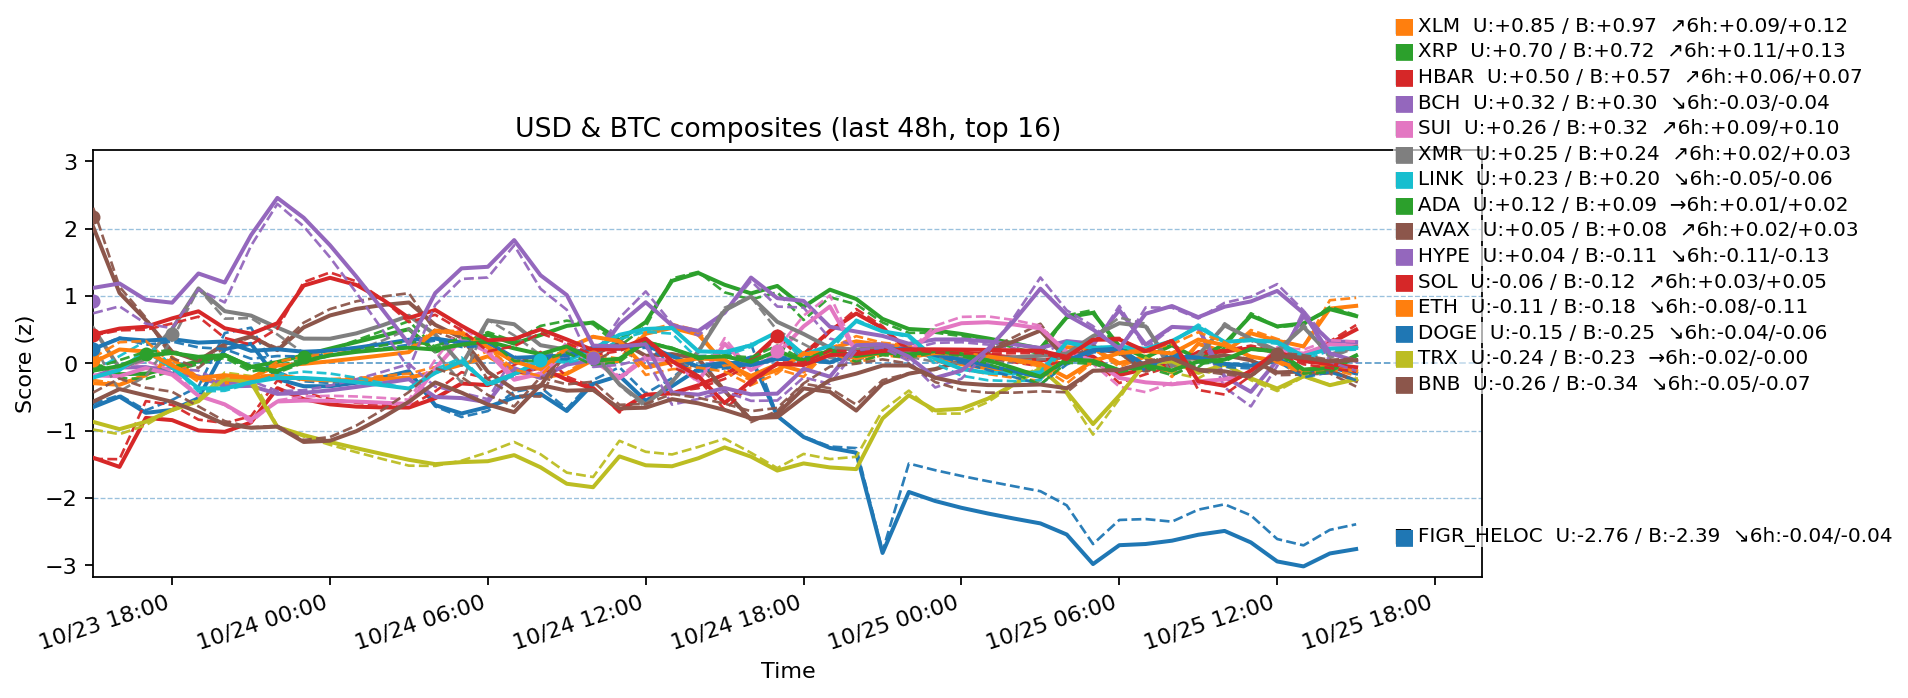 XLM U:+0.85 / B:+0.97 ↗6h:+0.09/+0.12
XRP U:+0.70 / B:+0.72 ↗6h:+0.11/+0.13
HBAR U:+0.50 / B:+0.57 ↗6h:+0.06/+0.07
BCH U:+0.32 / B:+0.30 ↘6h:-0.03/-0.04
SUI U:+0.26 / B:+0.32 ↗6h:+0.09/+0.10
XMR U:+0.25 / B:+0.24 ↗6h:+0.02/+0.03
LINK U:+0.23 / B:+0.20 ↘6h:-0.05/-0.06
ADA U:+0.12 / B:+0.09 →6h:+0.01/+0.02
AVAX U:+0.05 / B:+0.08 ↗6h:+0.02/+0.03
HYPE U:+0.04 / B:-0.11 ↘6h:-0.11/-0.13
SOL U:-0.06 / B:-0.12 ↗6h:+0.03/+0.05
ETH U:-0.11 / B:-0.18 ↘6h:-0.08/-0.11
DOGE U:-0.15 / B:-0.25 ↘6h:-0.04/-0.06
TRX U:-0.24 / B:-0.23 →6h:-0.02/-0.00
BNB U:-0.26 / B:-0.34 ↘6h:-0.05/-0.07
FIGR_HELOC U:-2.76 / B:-2.39 ↘6h:-0.04/-0.04
USD & BTC composites (last 48h, top 16)
Score (z)
3
2
1
0
−1
−2
−3
10/23 18:00
10/24 00:00
10/24 06:00
10/24 12:00
10/24 18:00
10/25 00:00
10/25 06:00
10/25 12:00
10/25 18:00
Time